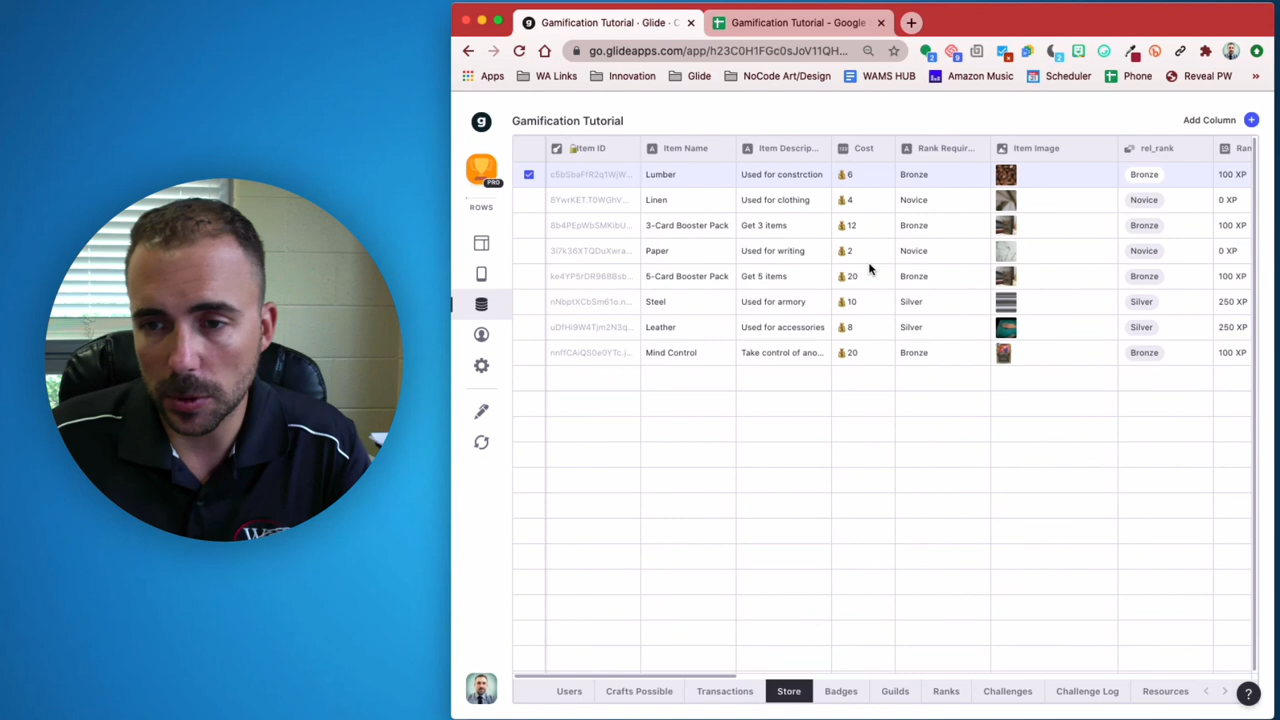 Gamification Tutorial · Glide · C
Gamification Tutorial - Google
go.glideapps.com/app/h23C0H1FGc0sJoV11QH...
Apps WA Links Innovation Glide NoCode Art/Design WAMS HUB Amazon Music Scheduler Phone Reveal PW »
Gamification Tutorial
Add Column
PRO
ROWS
Item ID Item Name Item Descrip... Cost Rank Requir... Item Image rel_rank Ran
Lumber Used for constrction 6 Bronze Bronze 100 XP
Linen Used for clothing 4 Novice Novice 0 XP
3-Card Booster Pack Get 3 items 12 Bronze Bronze 100 XP
Paper Used for writing 2 Novice Novice 0 XP
5-Card Booster Pack Get 5 items 20 Bronze Bronze 100 XP
Steel Used for armory 10 Silver Silver 250 XP
Leather Used for accessories 8 Silver Silver 250 XP
Mind Control Take control of ano... 20 Bronze Bronze 100 XP
Users Crafts Possible Transactions Store Badges Guilds Ranks Challenges Challenge Log Resources